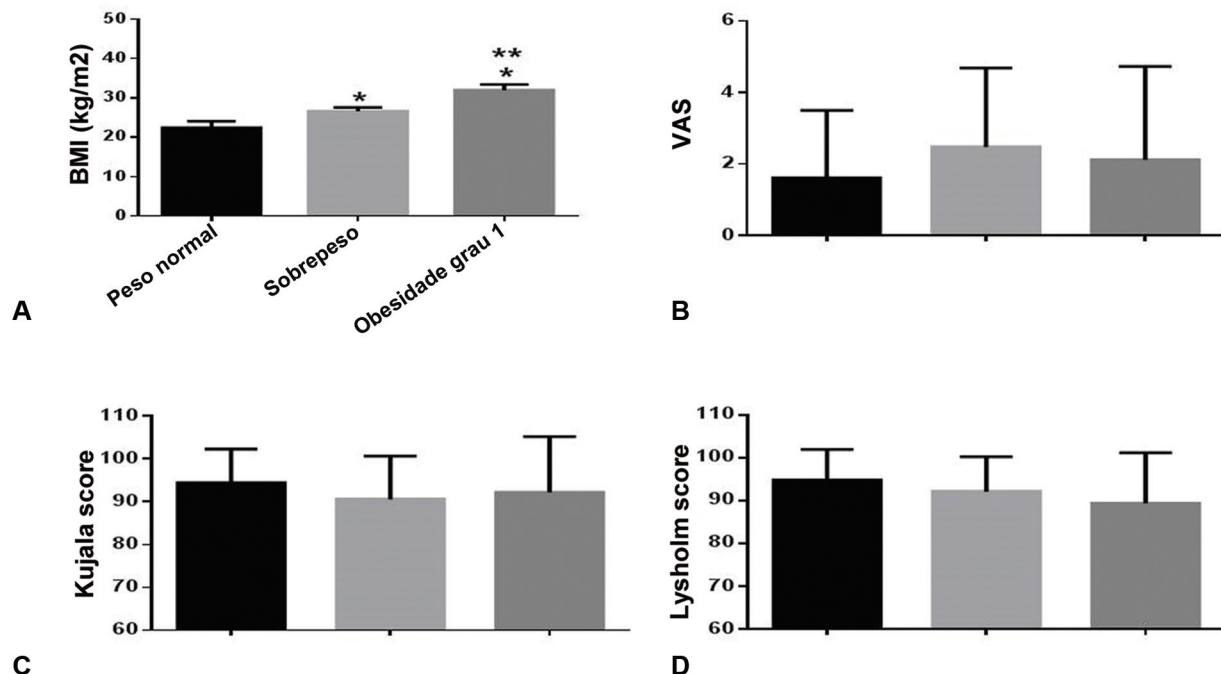 BMI (kg/m2)
50
40
30
20
10
0
*
**
*
Peso normal
Sobrepeso
Obesidade grau 1
A
VAS
6
4
2
0
B
Kujala score
110
100
90
80
70
60
C
Lysholm score
110
100
90
80
70
60
D